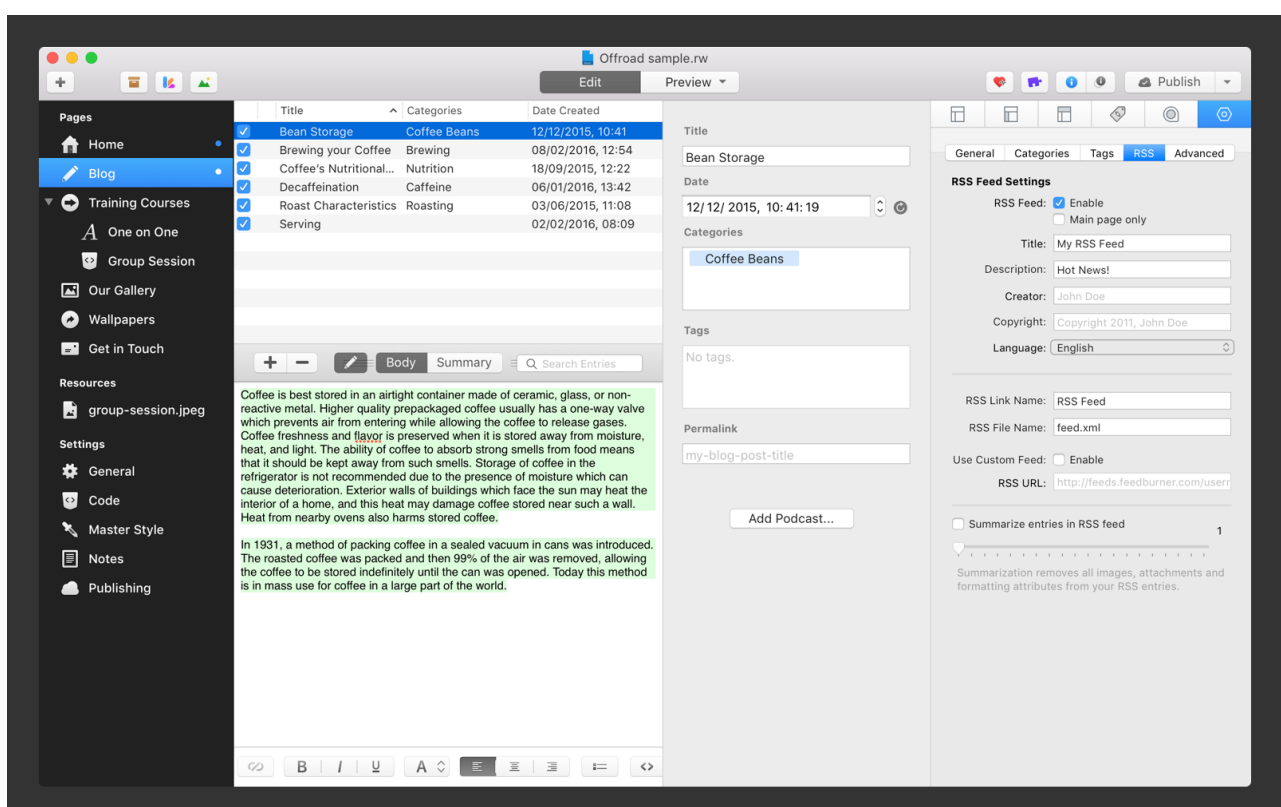 Offroad sample.rw
Edit
Preview
Publish
Pages
Home
Blog
Training Courses
One on One
Group Session
Our Gallery
Wallpapers
Get in Touch
Resources
group-session.jpeg
Settings
General
Code
Master Style
Notes
Publishing
Title Categories Date Created
Bean Storage Coffee Beans 12/12/2015, 10:41
Brewing your Coffee Brewing 08/02/2016, 12:54
Coffee's Nutritional... Nutrition 18/09/2015, 12:22
Decaffeination Caffeine 06/01/2016, 13:42
Roast Characteristics Roasting 03/06/2015, 11:08
Serving 02/02/2016, 08:09
Body Summary Search Entries
Coffee is best stored in an airtight container made of ceramic, glass, or non-
reactive metal. Higher quality prepackaged coffee usually has a one-way valve
which prevents air from entering while allowing the coffee to release gases.
Coffee freshness and flavor is preserved when it is stored away from moisture,
heat, and light. The ability of coffee to absorb strong smells from food means
that it should be kept away from such smells. Storage of coffee in the
refrigerator is not recommended due to the presence of moisture which can
cause deterioration. Exterior walls of buildings which face the sun may heat the
interior of a home, and this heat may damage coffee stored near such a wall.
Heat from nearby ovens also harms stored coffee.
In 1931, a method of packing coffee in a sealed vacuum in cans was introduced.
The roasted coffee was packed and then 99% of the air was removed, allowing
the coffee to be stored indefinitely until the can was opened. Today this method
is in mass use for coffee in a large part of the world.
B I U A
Title
Bean Storage
Date
12/12/2015, 10:41:19
Categories
Coffee Beans
Tags
No tags.
Permalink
my-blog-post-title
Add Podcast...
General Categories Tags RSS Advanced
RSS Feed Settings
RSS Feed: Enable
Main page only
Title: My RSS Feed
Description: Hot News!
Creator: John Doe
Copyright: Copyright 2011, John Doe
Language: English
RSS Link Name: RSS Feed
RSS File Name: feed.xml
Use Custom Feed: Enable
RSS URL: http://feeds.feedburner.com/userr
Summarize entries in RSS feed
1
Summarization removes all images, attachments and
formatting attributes from your RSS entries.